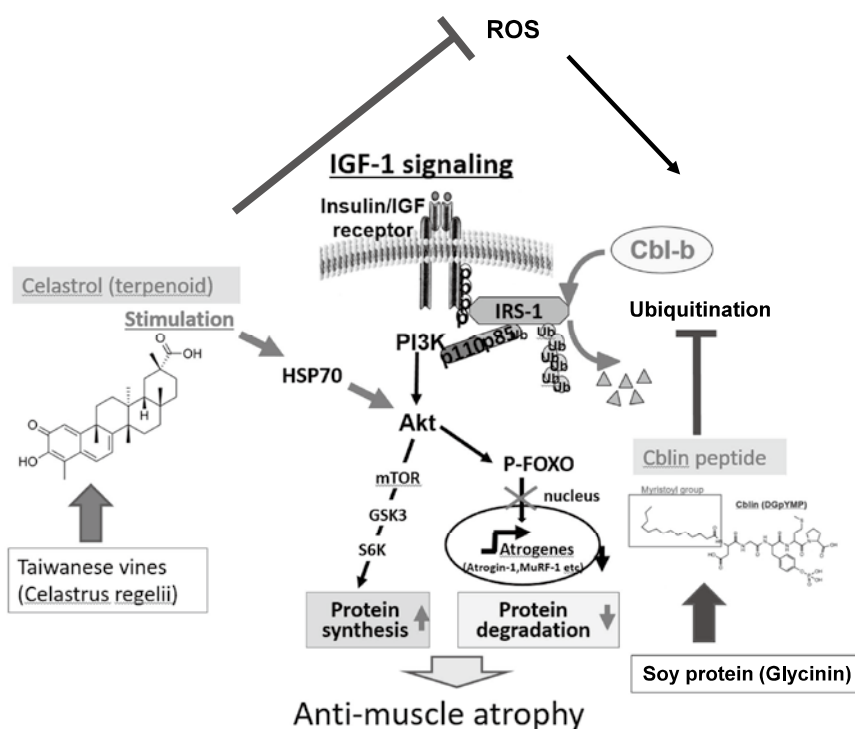 ROS
IGF-1 signaling
Insulin/IGF
receptor
Cbl-b
Celastrol (terpenoid)
Stimulation
p
p
p
p
IRS-1
Ubiquitination
PI3K
p110
p85
Ub
Ub
Ub
Ub
Ub
Ub
Ub
OH
O
HSP70
Akt
H
O
HO
P-FOXO
Cblin peptide
mTOR
nucleus
Myristoyl group
Cblin (DGpYMP)
GSK3
Atrogenes
S6K
(Atrogin-1,MuRF-1 etc)
Taiwanese vines
(Celastrus regelii)
Protein
synthesis
Protein
degradation
Soy protein (Glycinin)
Anti-muscle atrophy